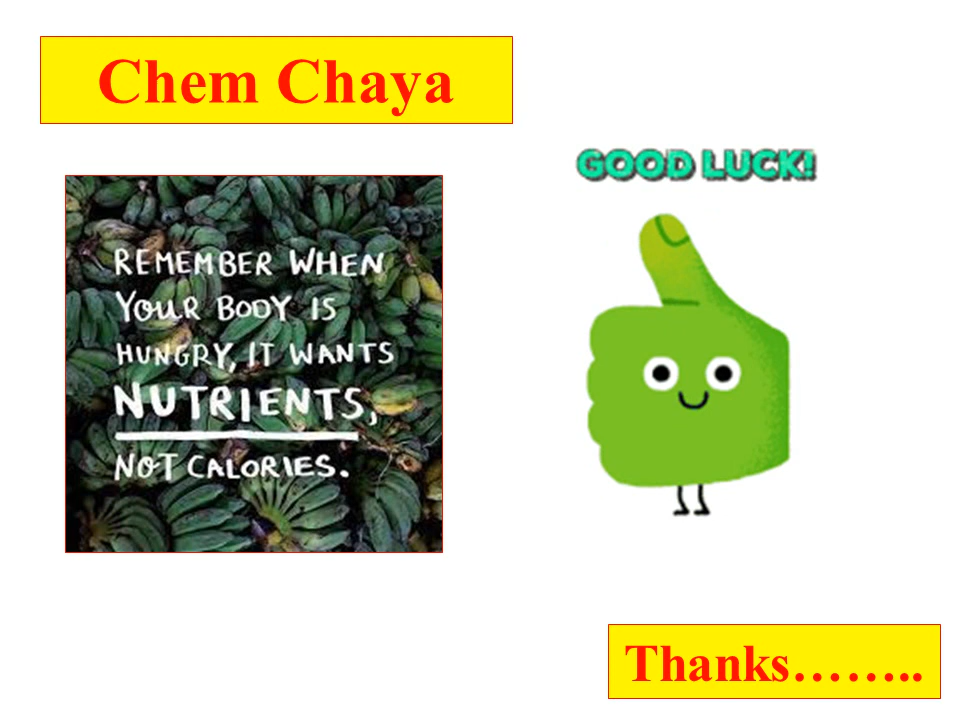 Chem Chaya
GOOD LUCK!
REMEMBER WHEN
YOUR BODY IS
HUNGRY, IT WANTS
NUTRIENTS,
NOT CALORIES.
Thanks……..